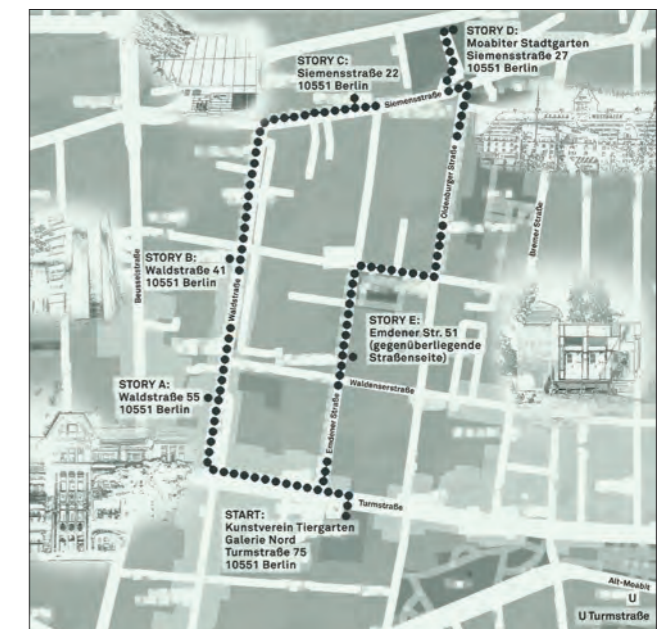 STORY D:
Moabiter Stadtgarten
Siemensstraße 27
10551 Berlin
STORY C:
Siemensstraße 22
10551 Berlin
Siemensstraße
Oldenburger Straße
Bremer Straße
Beusselstraße
STORY B:
Waldstraße 41
10551 Berlin
Waldstraße
STORY E:
Emdener Str. 51
(gegenüberliegende
Straßenseite)
Waldenserstraße
STORY A:
Waldstraße 55
10551 Berlin
Emdener Straße
Turmstraße
START:
Kunstverein Tiergarten
Galerie Nord
Turmstraße 75
10551 Berlin
Alt-Moabit
U
U Turmstraße